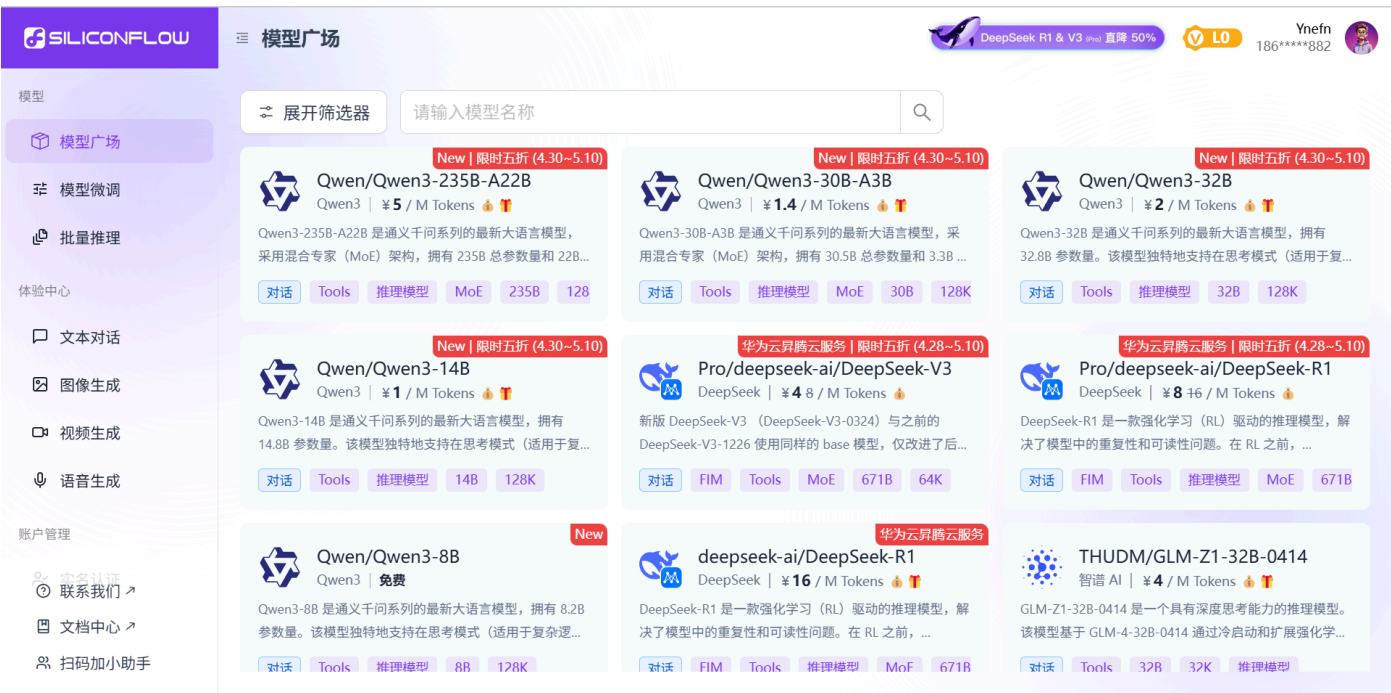 SILICONFLOW
模型广场
DeepSeek R1 & V3 (Pro) 直降 50%
L0
Ynefn
186*****882
模型
模型广场
模型微调
批量推理
体验中心
文本对话
图像生成
视频生成
语音生成
账户管理
实名认证
联系我们
文档中心
扫码加小助手
展开筛选器
请输入模型名称
New | 限时五折 (4.30~5.10)
Qwen/Qwen3-235B-A22B
Qwen3 | ¥ 5 / M Tokens
Qwen3-235B-A22B 是通义千问系列的最新大语言模型，
采用混合专家（MoE）架构，拥有 235B 总参数量和 22B...
对话 Tools 推理模型 MoE 235B 128
New | 限时五折 (4.30~5.10)
Qwen/Qwen3-30B-A3B
Qwen3 | ¥ 1.4 / M Tokens
Qwen3-30B-A3B 是通义千问系列的最新大语言模型，采
用混合专家（MoE）架构，拥有 30.5B 总参数量和 3.3B ...
对话 Tools 推理模型 MoE 30B 128K
New | 限时五折 (4.30~5.10)
Qwen/Qwen3-32B
Qwen3 | ¥ 2 / M Tokens
Qwen3-32B 是通义千问系列的最新大语言模型，拥有
32.8B 参数量。该模型独特地支持在思考模式（适用于复...
对话 Tools 推理模型 32B 128K
New | 限时五折 (4.30~5.10)
Qwen/Qwen3-14B
Qwen3 | ¥ 1 / M Tokens
Qwen3-14B 是通义千问系列的最新大语言模型，拥有
14.8B 参数量。该模型独特地支持在思考模式（适用于复...
对话 Tools 推理模型 14B 128K
华为云昇腾云服务 | 限时五折 (4.28~5.10)
Pro/deepseek-ai/DeepSeek-V3
DeepSeek | ¥ 4 8 / M Tokens
新版 DeepSeek-V3 （DeepSeek-V3-0324）与之前的
DeepSeek-V3-1226 使用同样的 base 模型，仅改进了后...
对话 FIM Tools MoE 671B 64K
华为云昇腾云服务 | 限时五折 (4.28~5.10)
Pro/deepseek-ai/DeepSeek-R1
DeepSeek | ¥ 8 16 / M Tokens
DeepSeek-R1 是一款强化学习（RL）驱动的推理模型，解
决了模型中的重复性和可读性问题。在 RL 之前，...
对话 FIM Tools 推理模型 MoE 671B
New
Qwen/Qwen3-8B
Qwen3 | 免费
Qwen3-8B 是通义千问系列的最新大语言模型，拥有 8.2B
参数量。该模型独特地支持在思考模式（适用于复杂逻...
对话 Tools 推理模型 8B 128K
华为云昇腾云服务
deepseek-ai/DeepSeek-R1
DeepSeek | ¥ 16 / M Tokens
DeepSeek-R1 是一款强化学习（RL）驱动的推理模型，解
决了模型中的重复性和可读性问题。在 RL 之前，...
对话 FIM Tools 推理模型 MoE 671B
THUDM/GLM-Z1-32B-0414
智谱 AI | ¥ 4 / M Tokens
GLM-Z1-32B-0414 是一个具有深度思考能力的推理模型。
该模型基于 GLM-4-32B-0414 通过冷启动和扩展强化学...
对话 Tools 32B 32K 推理模型